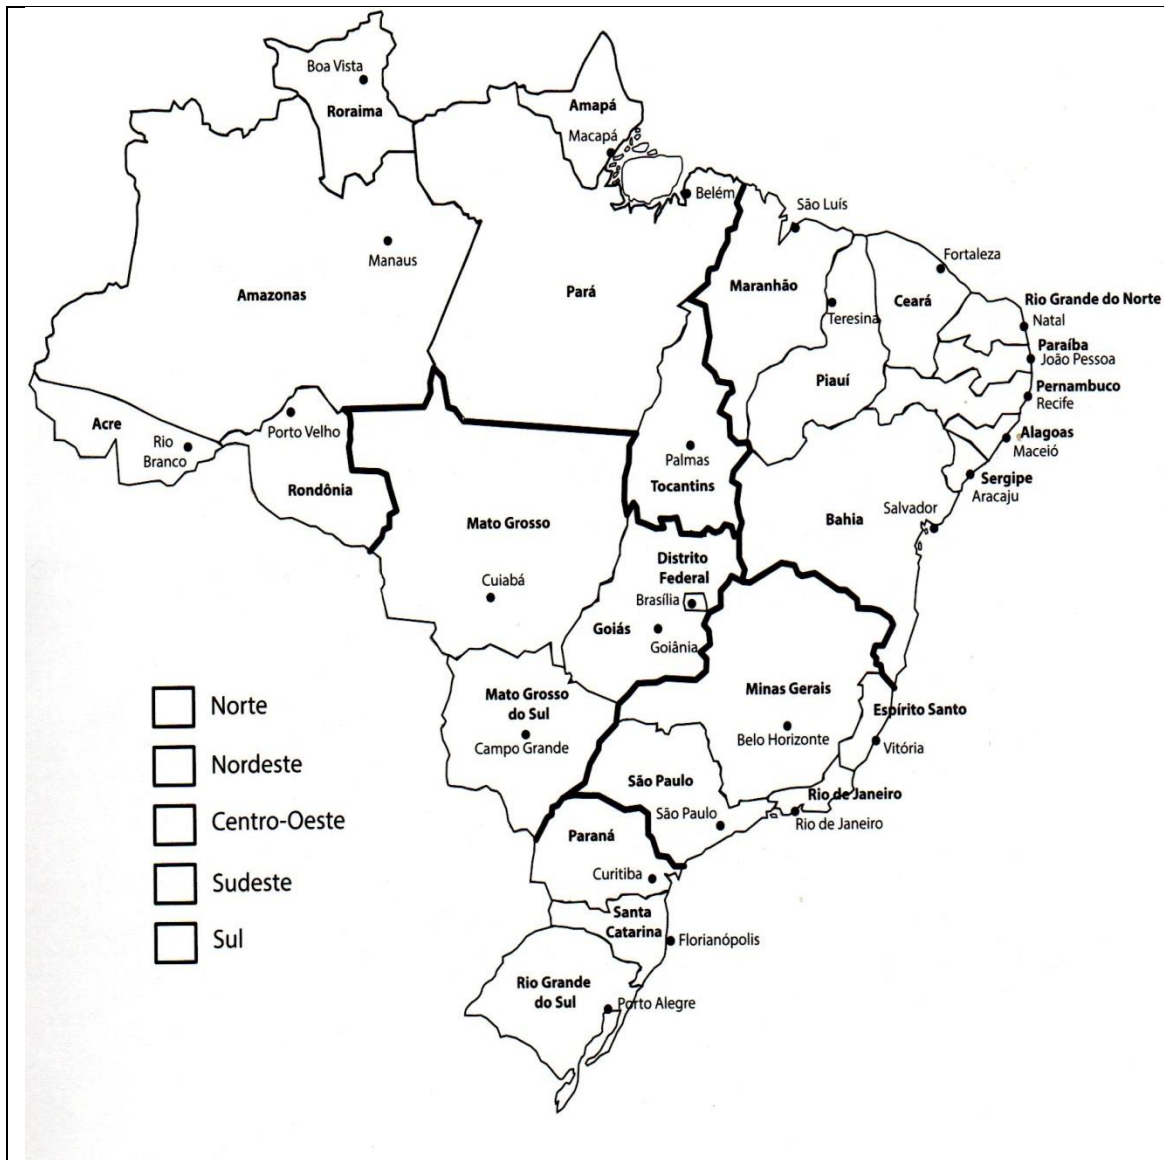 Boa Vista
Roraima
Amapá
Macapá
Belém
São Luís
Manaus
Fortaleza
Amazonas
Pará
Maranhão
Ceará
Rio Grande do Norte
Natal
Teresina
Paraíba
João Pessoa
Piauí
Pernambuco
Recife
Acre
Rio
Branco
Porto Velho
Alagoas
Maceió
Palmas
Tocantins
Rondônia
Sergipe
Aracaju
Mato Grosso
Bahia
Salvador
Distrito
Federal
Cuiabá
Brasília
Goiás
Goiânia
Mato Grosso
do Sul
Campo Grande
Minas Gerais
Belo Horizonte
Espírito Santo
Vitória
São Paulo
São Paulo
Rio de Janeiro
Rio de Janeiro
Paraná
Curitiba
Santa
Catarina
Florianópolis
Rio Grande
do Sul
Porto Alegre
Norte
Nordeste
Centro-Oeste
Sudeste
Sul